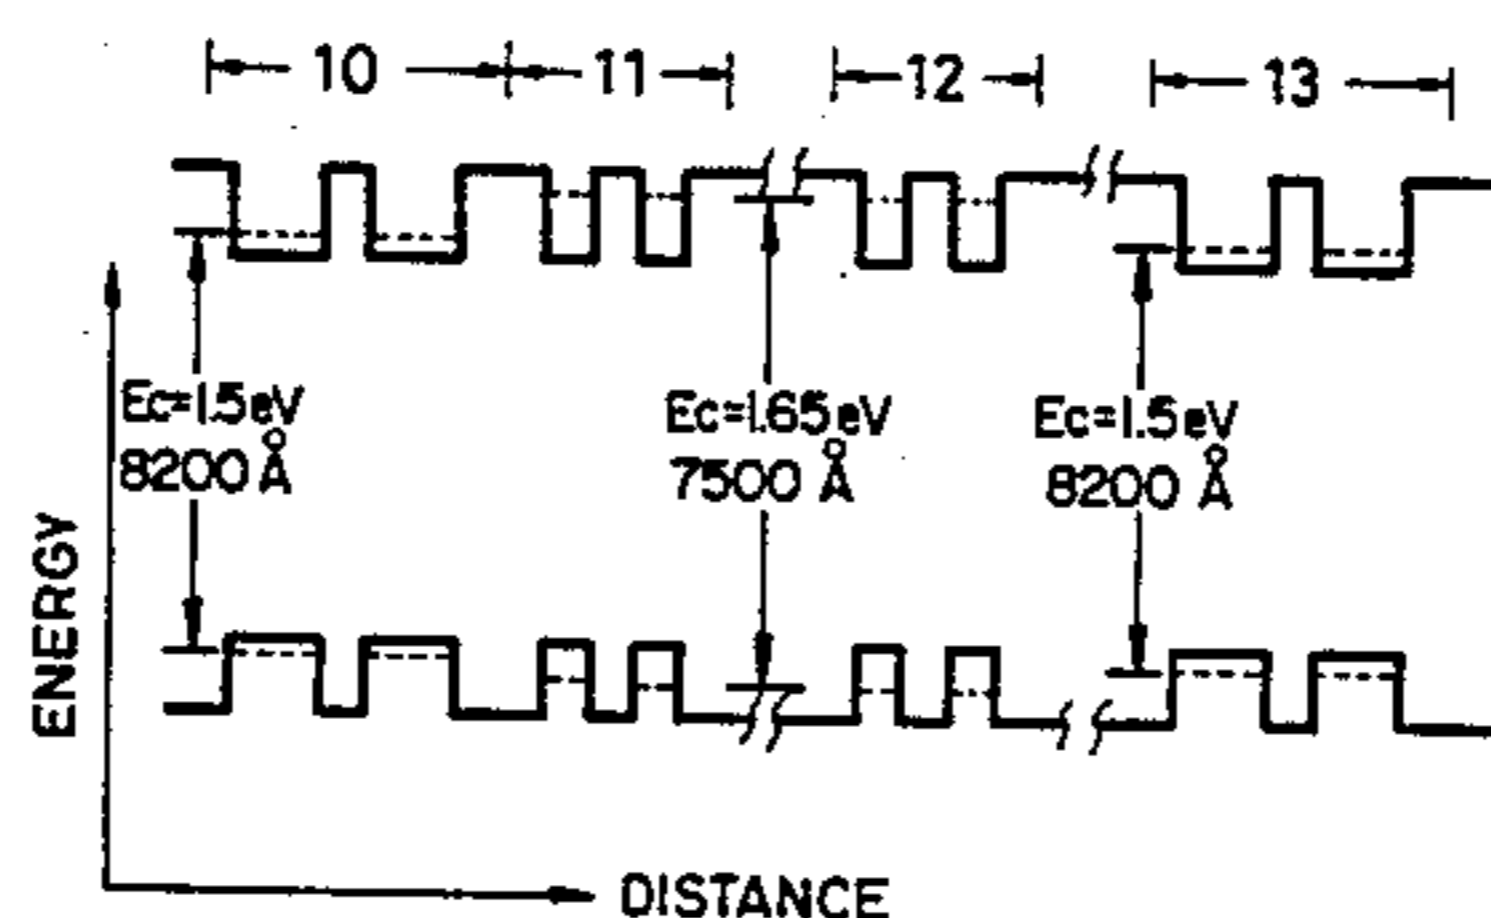 10 11 12 13
Ec=1.5eV
8200 Å
Ec=1.65eV
7500 Å
Ec=1.5eV
8200 Å
ENERGY
DISTANCE